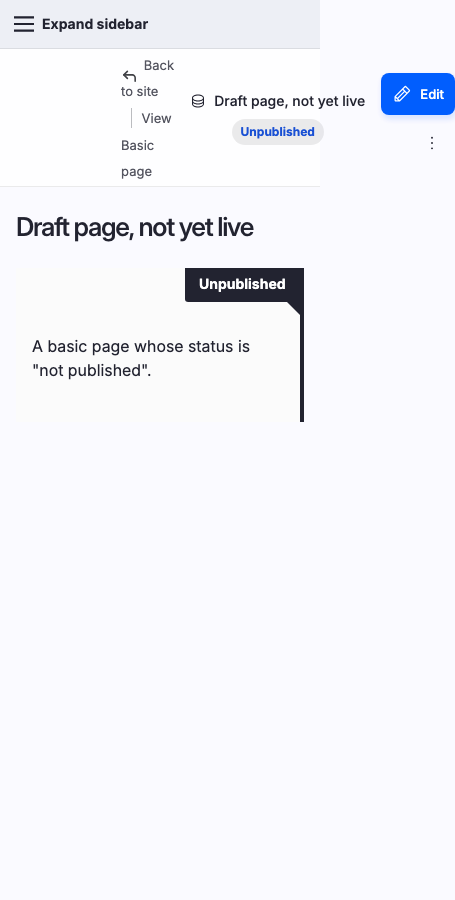 Expand sidebar
Back
to site
View
Basic
page
Draft page, not yet live
Unpublished
Edit
Draft page, not yet live
Unpublished
A basic page whose status is
"not published".